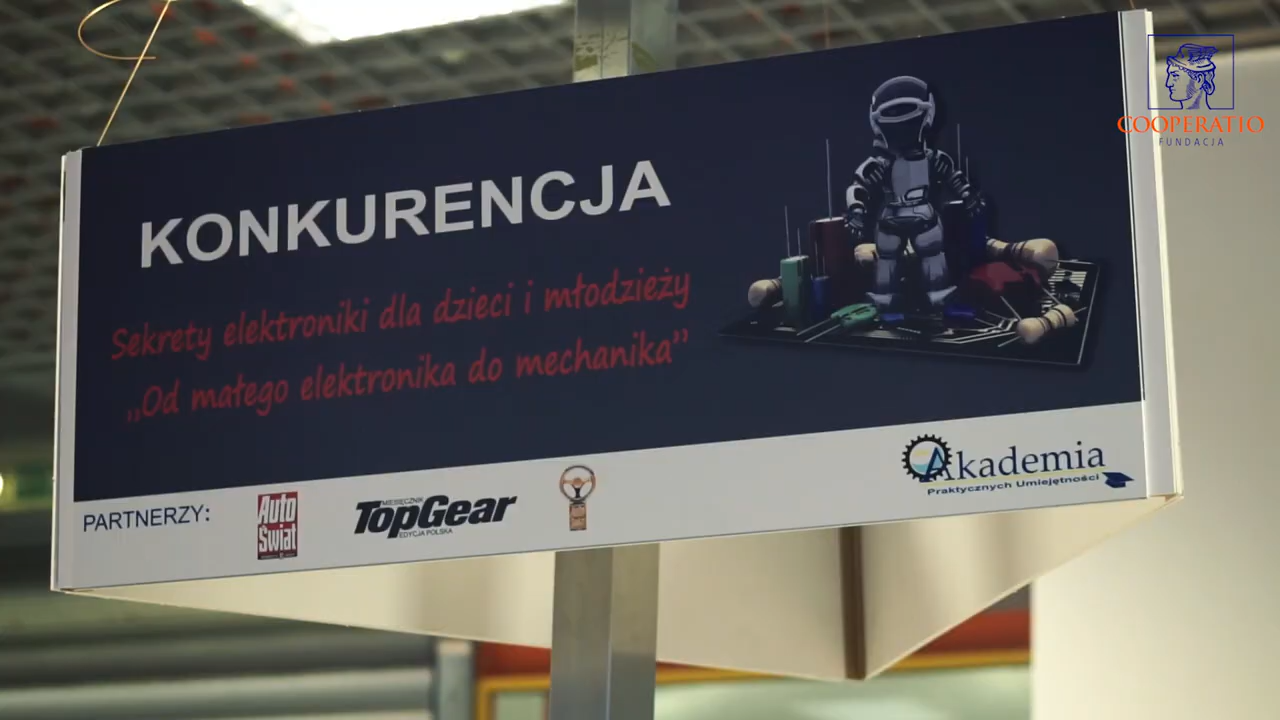 COOPERATIO
FUNDACJA
KONKURENCJA
Sekrety elektroniki dla dzieci i młodzieży
„Od małego elektronika do mechanika”
PARTNERZY:
Auto
Świat
MIESIĘCZNIK
TopGear
EDYCJA POLSKA
Akademia
Praktycznych Umiejętności